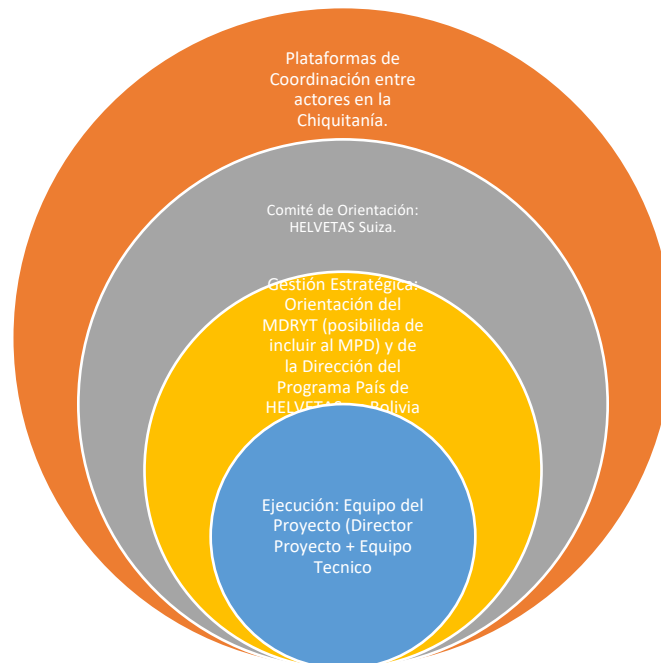 Plataformas de
Coordinación entre
actores en la
Chiquitanía.
Comité de Orientación:
HELVETAS Suiza.
Gestión Estratégica:
Orientación del
MDRYT (posibilida de
incluir al MPD) y de
la Dirección del
Programa País de
HELVETAS Bolivia
Ejecución: Equipo del
Proyecto (Director
Proyecto + Equipo
Tecnico